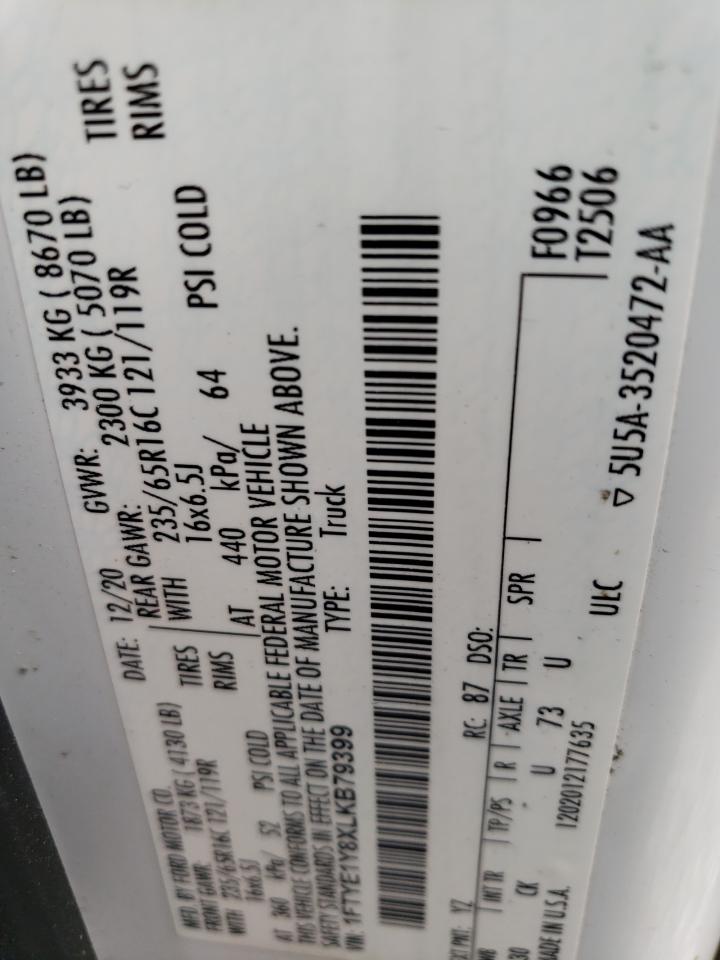 MFD. BY FORD MOTOR CO. DATE: 12/20 GVWR: 3933 KG ( 8670 LB)
FRONT GAWR: 1873 KG ( 4130 LB) REAR GAWR: 2300 KG ( 5070 LB)
WITH 235/65R16C 121/119R TIRES WITH 235/65R16C 121/119R TIRES
16x6.5J RIMS 16x6.5J RIMS
AT 360 kPa/ 52 PSI COLD AT 440 kPa/ 64 PSI COLD
THIS VEHICLE CONFORMS TO ALL APPLICABLE FEDERAL MOTOR VEHICLE
SAFETY STANDARDS IN EFFECT ON THE DATE OF MANUFACTURE SHOWN ABOVE.
VIN: 1FTYE1Y8XLKB79399 TYPE: Truck
EXT PNT: YZ RC: 87 DSO:
WB INT TR TP/PS R AXLE TR SPR F0966
130 CK U 73 U T2506
MADE IN U.S.A. 1202012177635 ULC ▽ 5U5A-3520472-AA